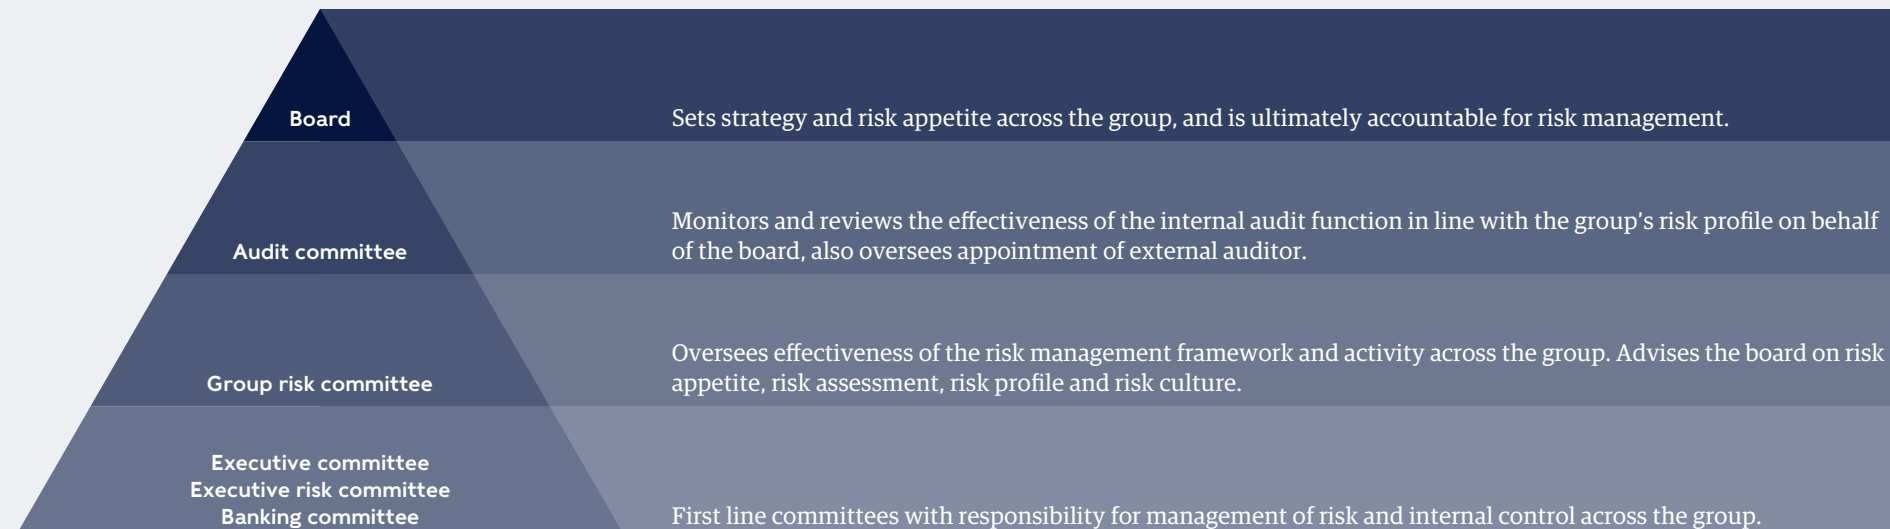 Board
Sets strategy and risk appetite across the group, and is ultimately accountable for risk management.
Audit committee
Monitors and reviews the effectiveness of the internal audit function in line with the group’s risk profile on behalf
of the board, also oversees appointment of external auditor.
Group risk committee
Oversees effectiveness of the risk management framework and activity across the group. Advises the board on risk
appetite, risk assessment, risk profile and risk culture.
Executive committee
Executive risk committee
Banking committee
First line committees with responsibility for management of risk and internal control across the group.